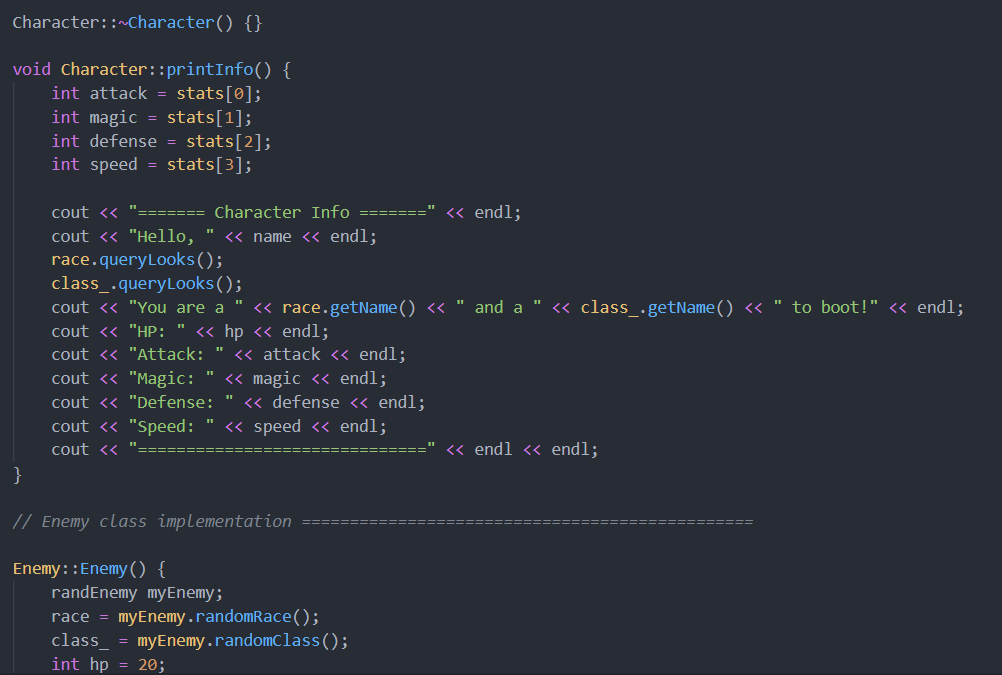 Character::~Character() {}
void Character::printInfo() {
int attack = stats[0];
int magic = stats[1];
int defense = stats[2];
int speed = stats[3];
cout << "======= Character Info =======" << endl;
cout << "Hello, " << name << endl;
race.queryLooks();
class_.queryLooks();
cout << "You are a " << race.getName() << " and a " << class_.getName() << " to boot!" << endl;
cout << "HP: " << hp << endl;
cout << "Attack: " << attack << endl;
cout << "Magic: " << magic << endl;
cout << "Defense: " << defense << endl;
cout << "Speed: " << speed << endl;
cout << "==============================" << endl << endl;
}
// Enemy class implementation ===============================================
Enemy::Enemy() {
randEnemy myEnemy;
race = myEnemy.randomRace();
class_ = myEnemy.randomClass();
int hp = 20;